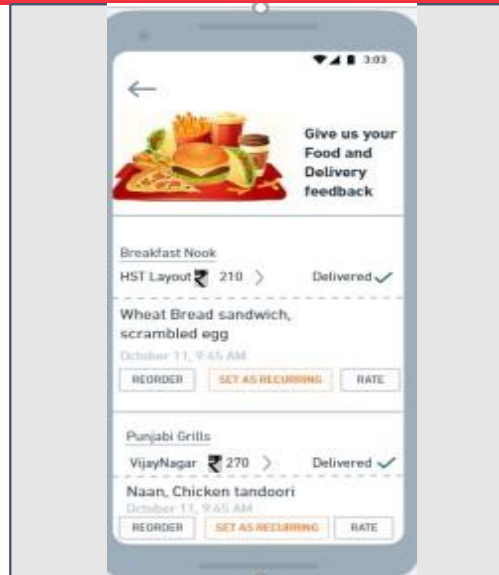 3:03
Give us your
Food and
Delivery
feedback
Breakfast Nook
HST Layout ₹ 210 > Delivered ✓
Wheat Bread sandwich,
scrambled egg
October 11, 9:45 AM
REORDER SET AS RECURRING RATE
Punjabi Grills
VijayNagar ₹ 270 > Delivered ✓
Naan, Chicken tandoori
October 11, 9:45 AM
REORDER SET AS RECURRING RATE